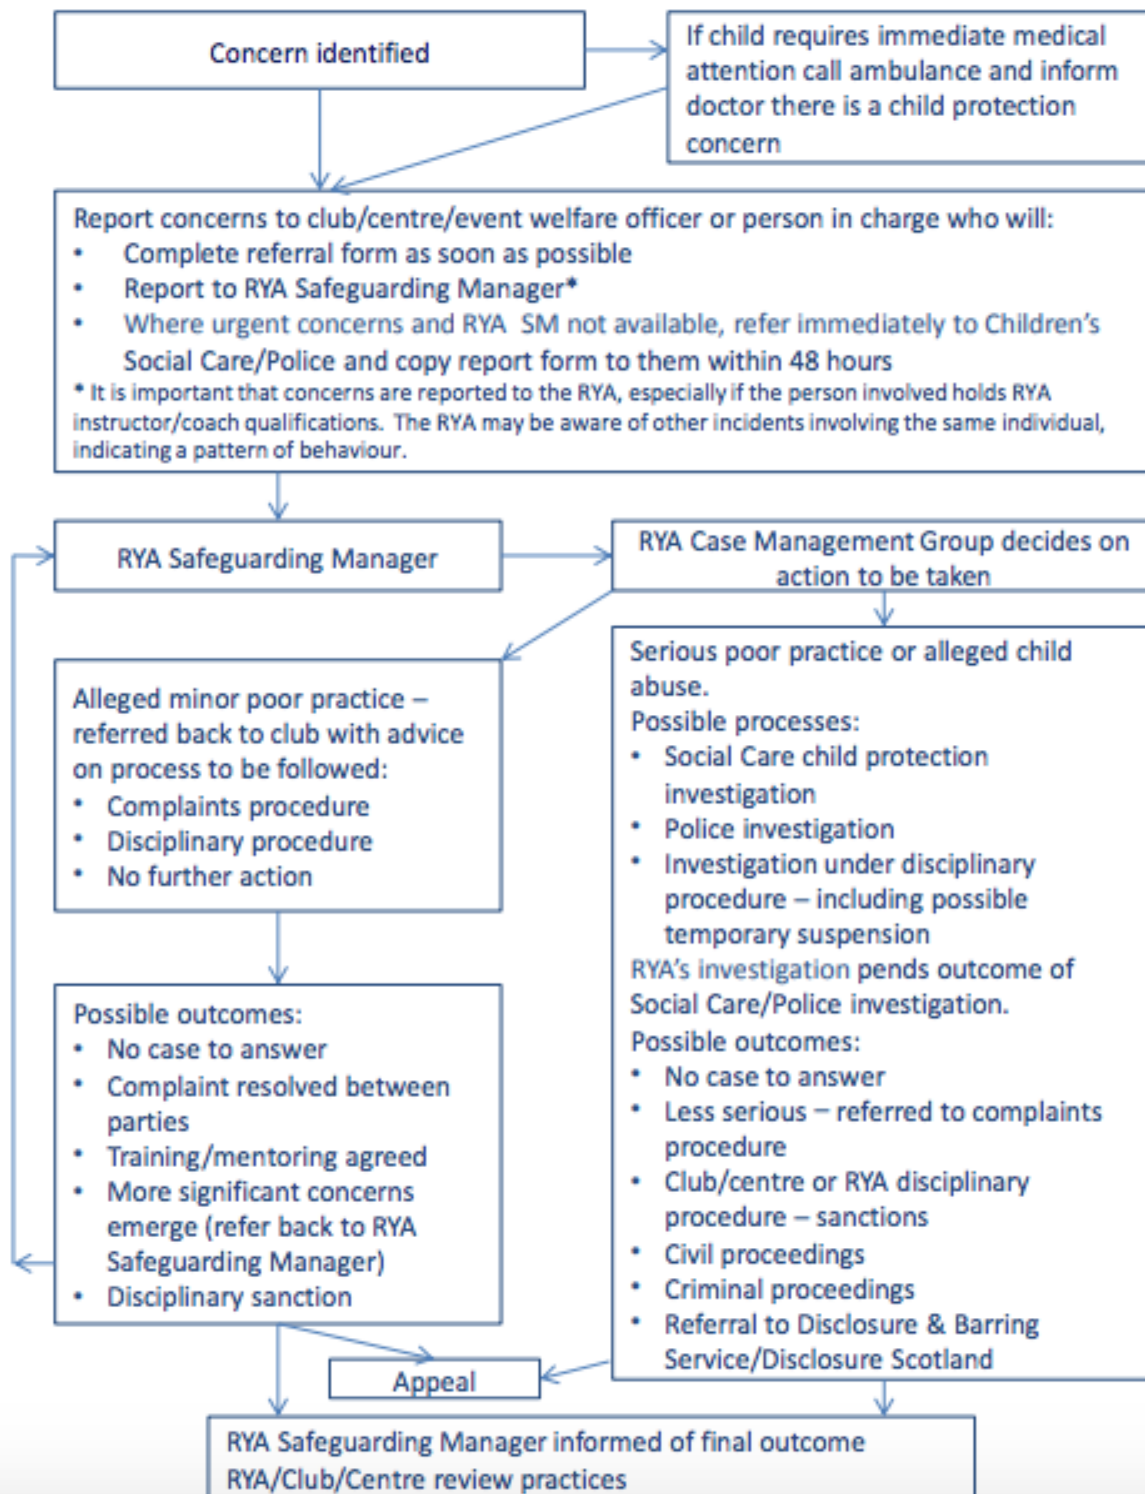 Concern identified
If child requires immediate medical
attention call ambulance and inform
doctor there is a child protection
concern
Report concerns to club/centre/event welfare officer or person in charge who will:
• Complete referral form as soon as possible
• Report to RYA Safeguarding Manager*
• Where urgent concerns and RYA SM not available, refer immediately to Children's
Social Care/Police and copy report form to them within 48 hours
* It is important that concerns are reported to the RYA, especially if the person involved holds RYA
instructor/coach qualifications. The RYA may be aware of other incidents involving the same individual,
indicating a pattern of behaviour.
RYA Safeguarding Manager
RYA Case Management Group decides on
action to be taken
Alleged minor poor practice –
referred back to club with advice
on process to be followed:
• Complaints procedure
• Disciplinary procedure
• No further action
Possible outcomes:
• No case to answer
• Complaint resolved between
parties
• Training/mentoring agreed
• More significant concerns
emerge (refer back to RYA
Safeguarding Manager)
• Disciplinary sanction
Serious poor practice or alleged child
abuse.
Possible processes:
• Social Care child protection
investigation
• Police investigation
• Investigation under disciplinary
procedure – including possible
temporary suspension
RYA's investigation pends outcome of
Social Care/Police investigation.
Possible outcomes:
• No case to answer
• Less serious – referred to complaints
procedure
• Club/centre or RYA disciplinary
procedure – sanctions
• Civil proceedings
• Criminal proceedings
• Referral to Disclosure & Barring
Service/Disclosure Scotland
Appeal
RYA Safeguarding Manager informed of final outcome
RYA/Club/Centre review practices